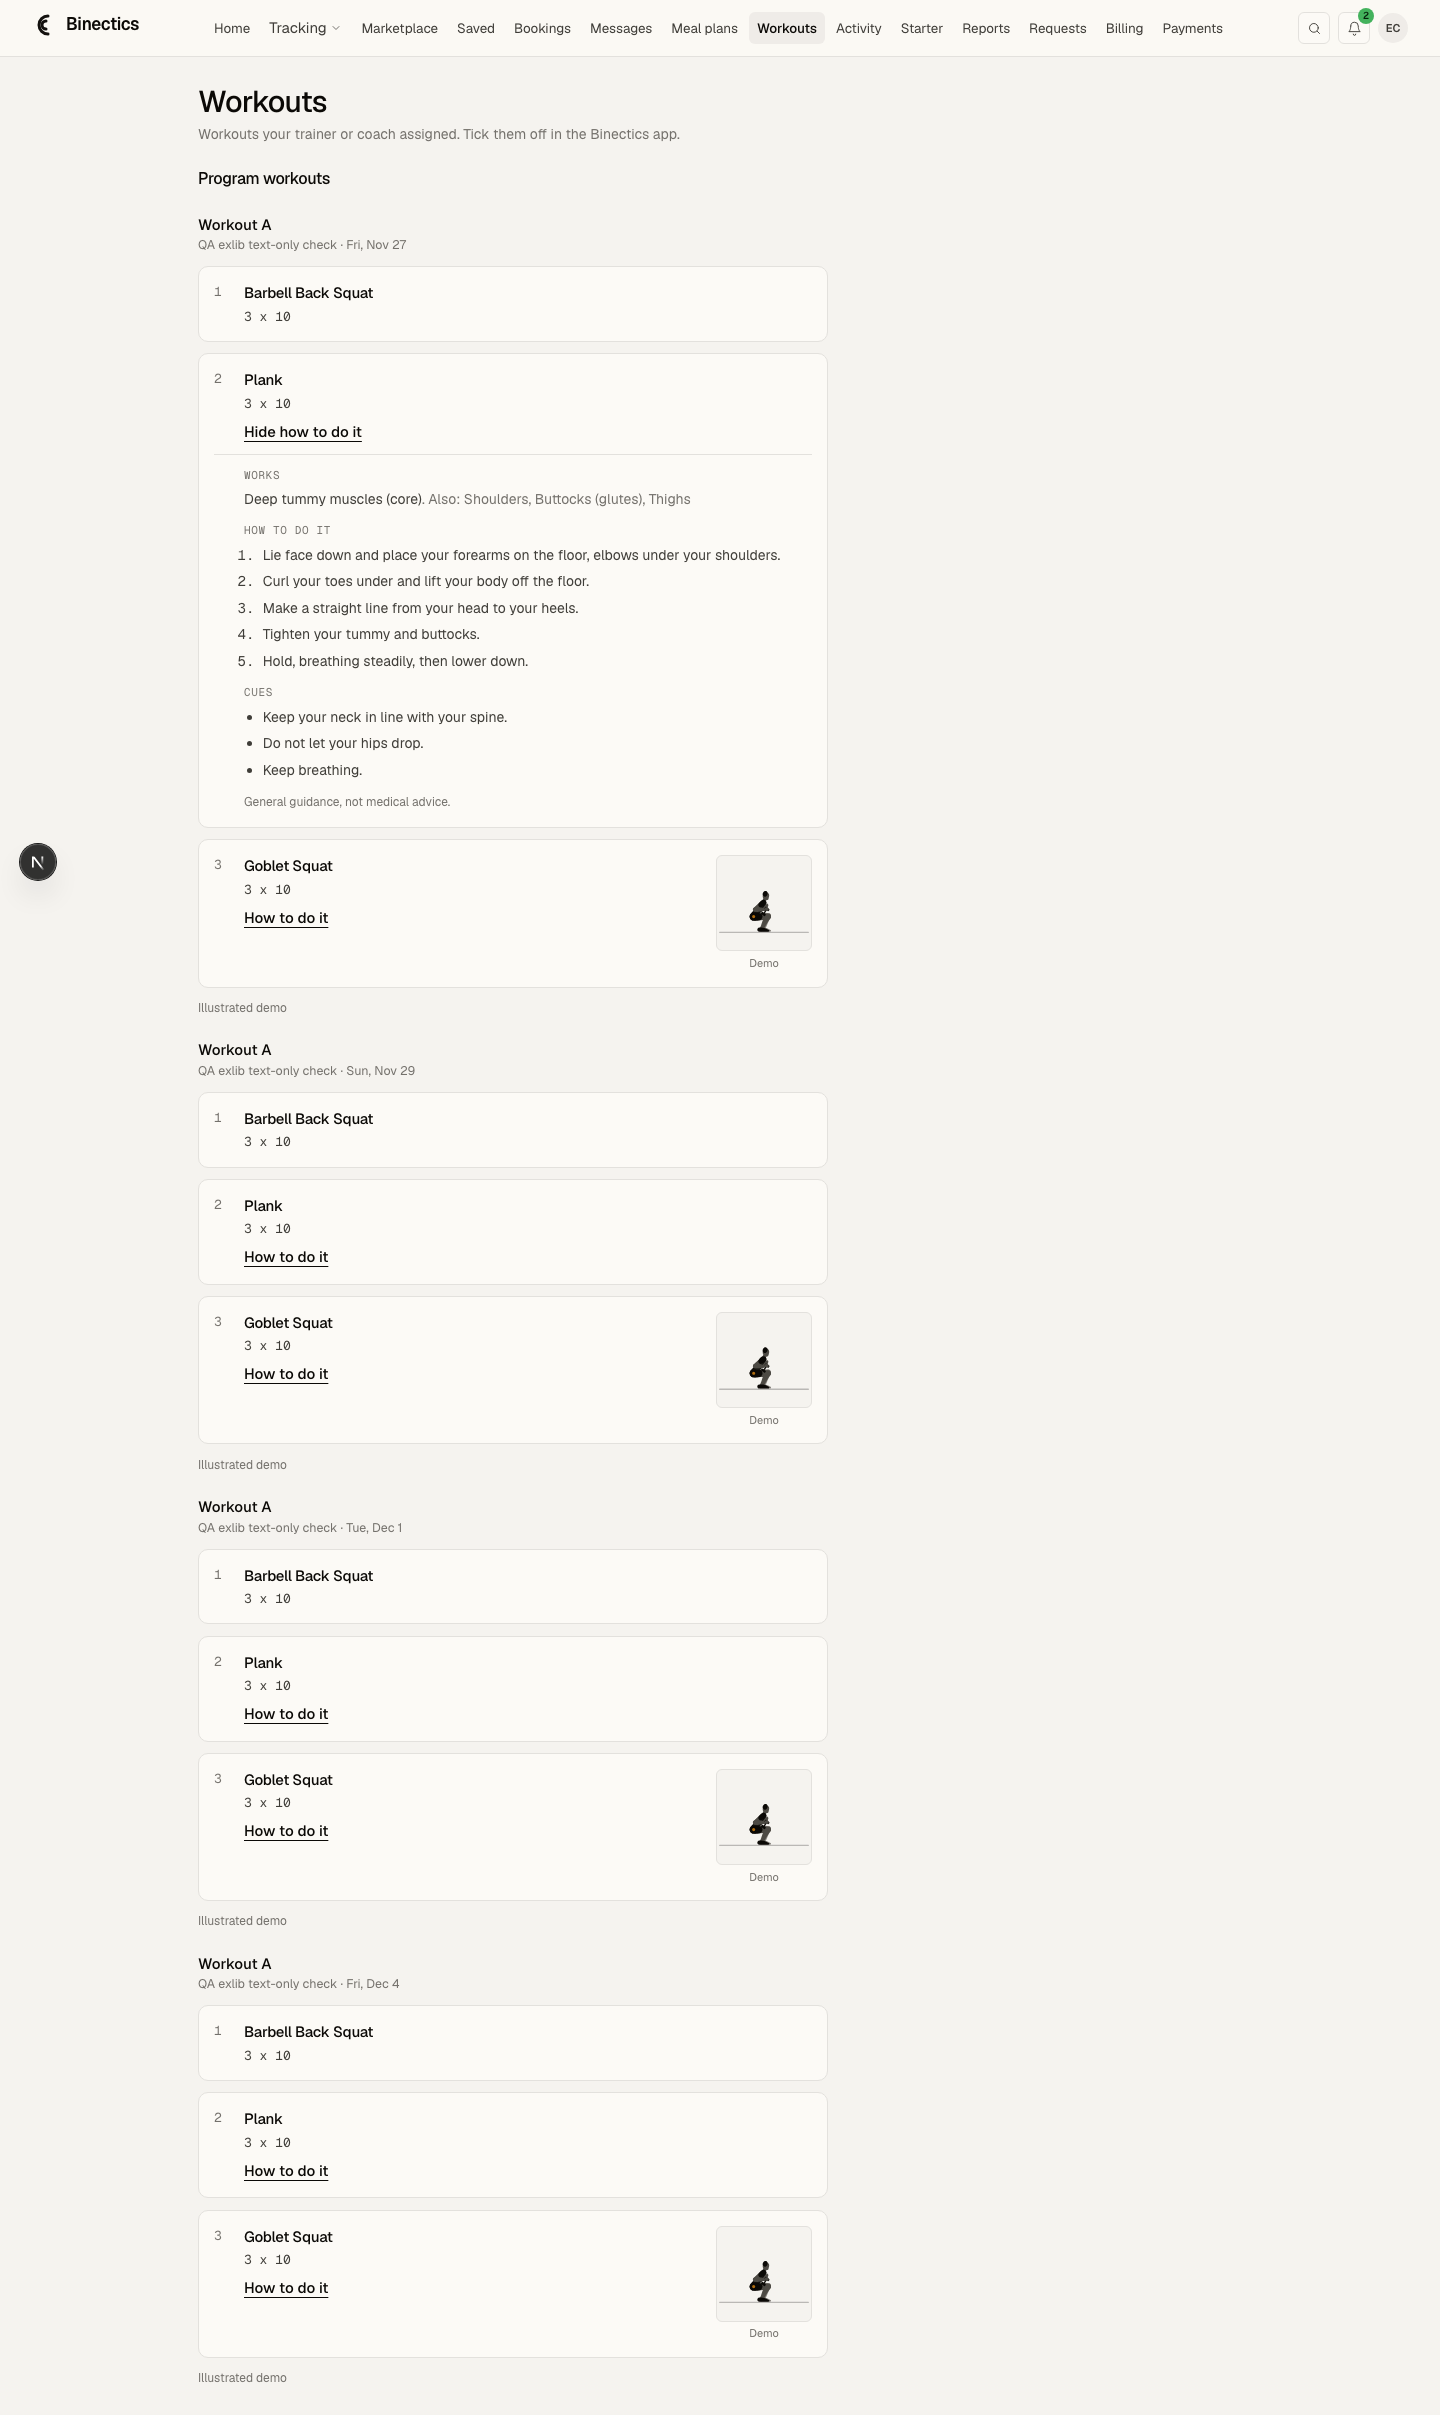 Binectics
Home Tracking Marketplace Saved Bookings Messages Meal plans Workouts Activity Starter Reports Requests Billing Payments
2
EC
Workouts
Workouts your trainer or coach assigned. Tick them off in the Binectics app.
Program workouts
Workout A
QA exlib text-only check · Fri, Nov 27
1 Barbell Back Squat
3 x 10
2 Plank
3 x 10
Hide how to do it
WORKS
Deep tummy muscles (core). Also: Shoulders, Buttocks (glutes), Thighs
HOW TO DO IT
1. Lie face down and place your forearms on the floor, elbows under your shoulders.
2. Curl your toes under and lift your body off the floor.
3. Make a straight line from your head to your heels.
4. Tighten your tummy and buttocks.
5. Hold, breathing steadily, then lower down.
CUES
• Keep your neck in line with your spine.
• Do not let your hips drop.
• Keep breathing.
General guidance, not medical advice.
N
3 Goblet Squat
3 x 10
How to do it
Demo
Illustrated demo
Workout A
QA exlib text-only check · Sun, Nov 29
1 Barbell Back Squat
3 x 10
2 Plank
3 x 10
How to do it
3 Goblet Squat
3 x 10
How to do it
Demo
Illustrated demo
Workout A
QA exlib text-only check · Tue, Dec 1
1 Barbell Back Squat
3 x 10
2 Plank
3 x 10
How to do it
3 Goblet Squat
3 x 10
How to do it
Demo
Illustrated demo
Workout A
QA exlib text-only check · Fri, Dec 4
1 Barbell Back Squat
3 x 10
2 Plank
3 x 10
How to do it
3 Goblet Squat
3 x 10
How to do it
Demo
Illustrated demo